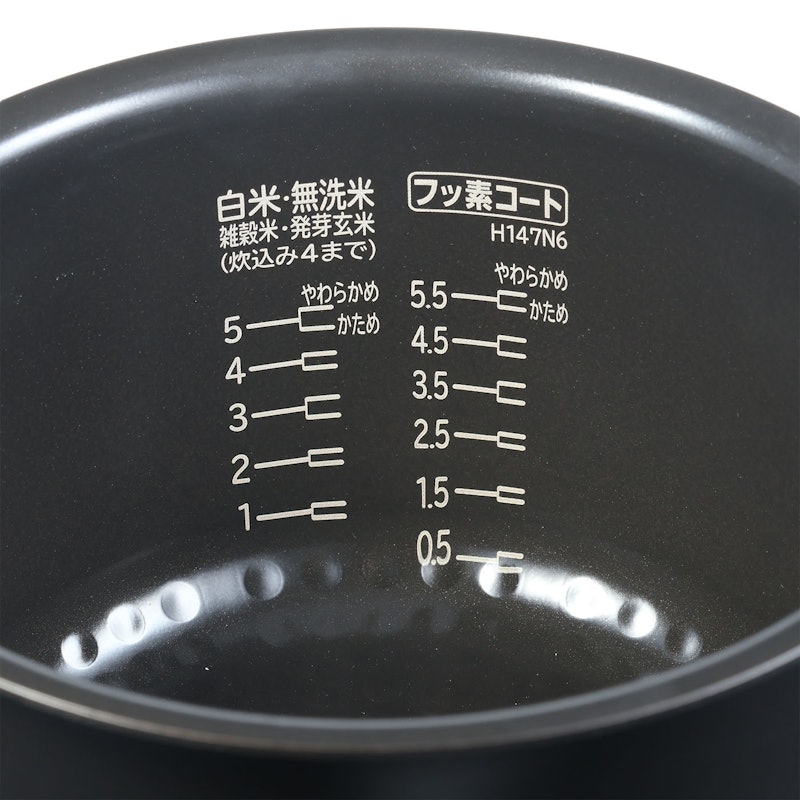 白米・無洗米
雑穀米・発芽玄米
(炊込み4まで)
やわらかめ
かため
5
4
3
2
1
フッ素コート
H147N6
やわらかめ
かため
5.5
4.5
3.5
2.5
1.5
0.5